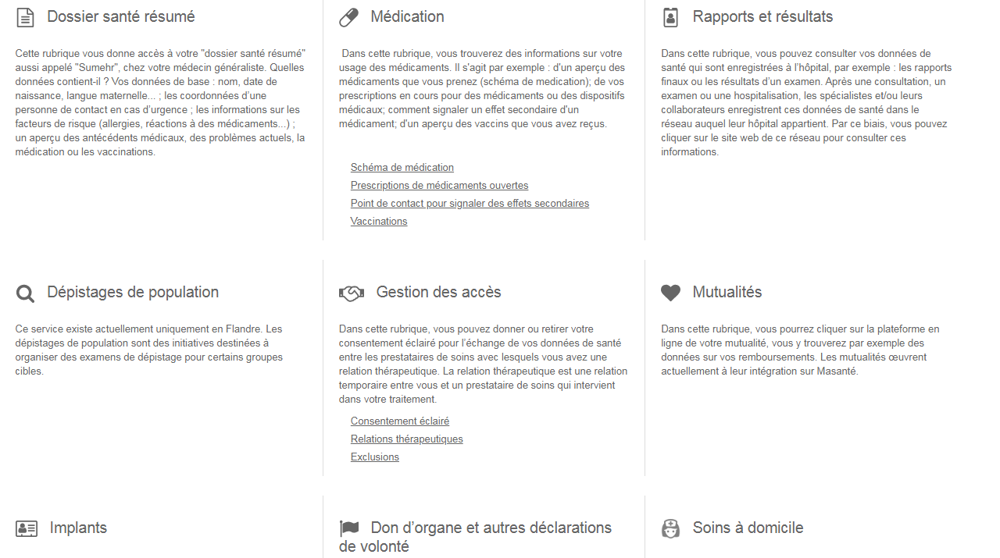 Dossier santé résumé
Cette rubrique vous donne accès à votre "dossier santé résumé"
aussi appelé "Sumehr", chez votre médecin généraliste. Quelles
données contient-il ? Vos données de base : nom, date de
naissance, langue maternelle... ; les coordonnées d’une
personne de contact en cas d’urgence ; les informations sur les
facteurs de risque (allergies, réactions à des médicaments...) ;
un aperçu des antécédents médicaux, des problèmes actuels, la
médication ou les vaccinations.
Médication
Dans cette rubrique, vous trouverez des informations sur votre
usage des médicaments. Il s'agit par exemple : d'un aperçu des
médicaments que vous prenez (schéma de medication); de vos
prescriptions en cours pour des médicaments ou des dispositifs
médicaux; comment signaler un effet secondaire d'un
médicament; d'un aperçu des vaccins que vous avez reçus.
Schéma de médication
Prescriptions de médicaments ouvertes
Point de contact pour signaler des effets secondaires
Vaccinations
Rapports et résultats
Dans cette rubrique, vous pouvez consulter vos données de
santé qui sont enregistrées à l’hôpital, par exemple : les rapports
finaux ou les résultats d’un examen. Après une consultation, un
examen ou une hospitalisation, les spécialistes et/ou leurs
collaborateurs enregistrent ces données de santé dans le
réseau auquel leur hôpital appartient. Par ce biais, vous pouvez
cliquer sur le site web de ce réseau pour consulter ces
informations.
Dépistages de population
Ce service existe actuellement uniquement en Flandre. Les
dépistages de population sont des initiatives destinées à
organiser des examens de dépistage pour certains groupes
cibles.
Gestion des accès
Dans cette rubrique, vous pouvez donner ou retirer votre
consentement éclairé pour l’échange de vos données de santé
entre les prestataires de soins avec lesquels vous avez une
relation thérapeutique. La relation thérapeutique est une relation
temporaire entre vous et un prestataire de soins qui intervient
dans votre traitement.
Consentement éclairé
Relations thérapeutiques
Exclusions
Mutualités
Dans cette rubrique, vous pourrez cliquer sur la plateforme en
ligne de votre mutualité, vous y trouverez par exemple des
données sur vos remboursements. Les mutualités œuvrent
actuellement à leur intégration sur Masanté.
Implants
Don d’organe et autres déclarations
de volonté
Soins à domicile